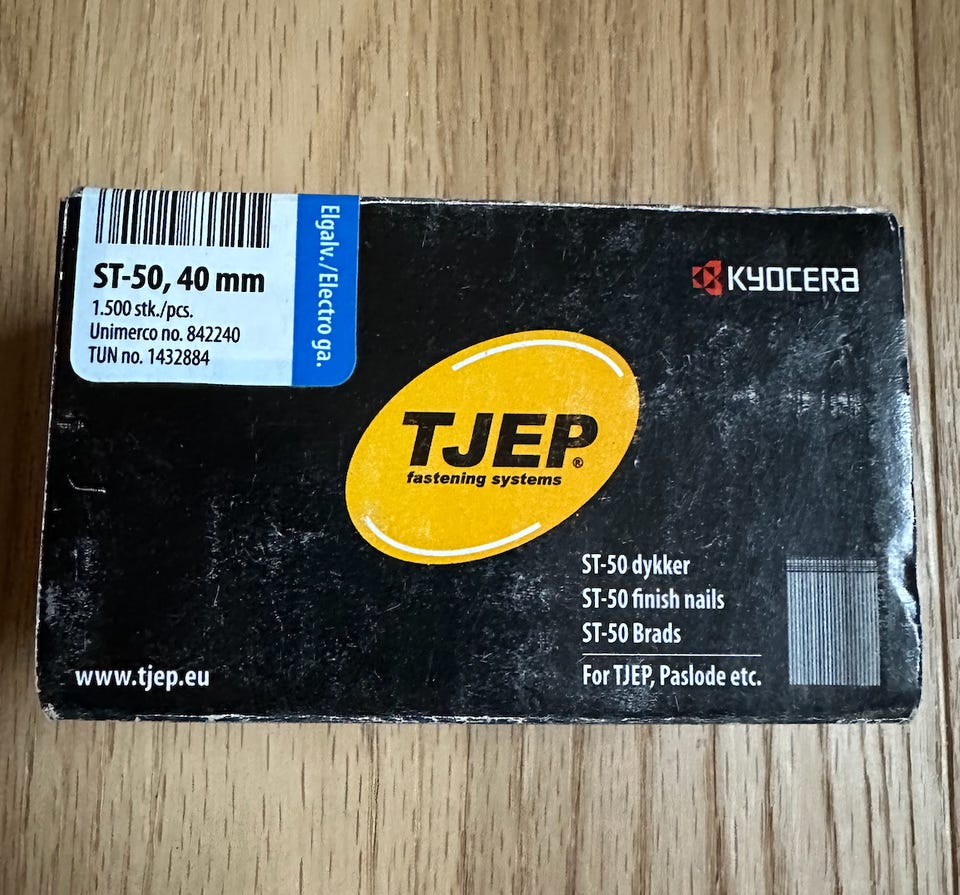 ST-50, 40 mm
1.500 stk./pcs.
Unimerco no. 842240
TUN no. 1432884
Elgalv./Electro ga.
KYOCERA
TJEP®
fastening systems
ST-50 dykker
ST-50 finish nails
ST-50 Brads
For TJEP, Paslode etc.
www.tjep.eu